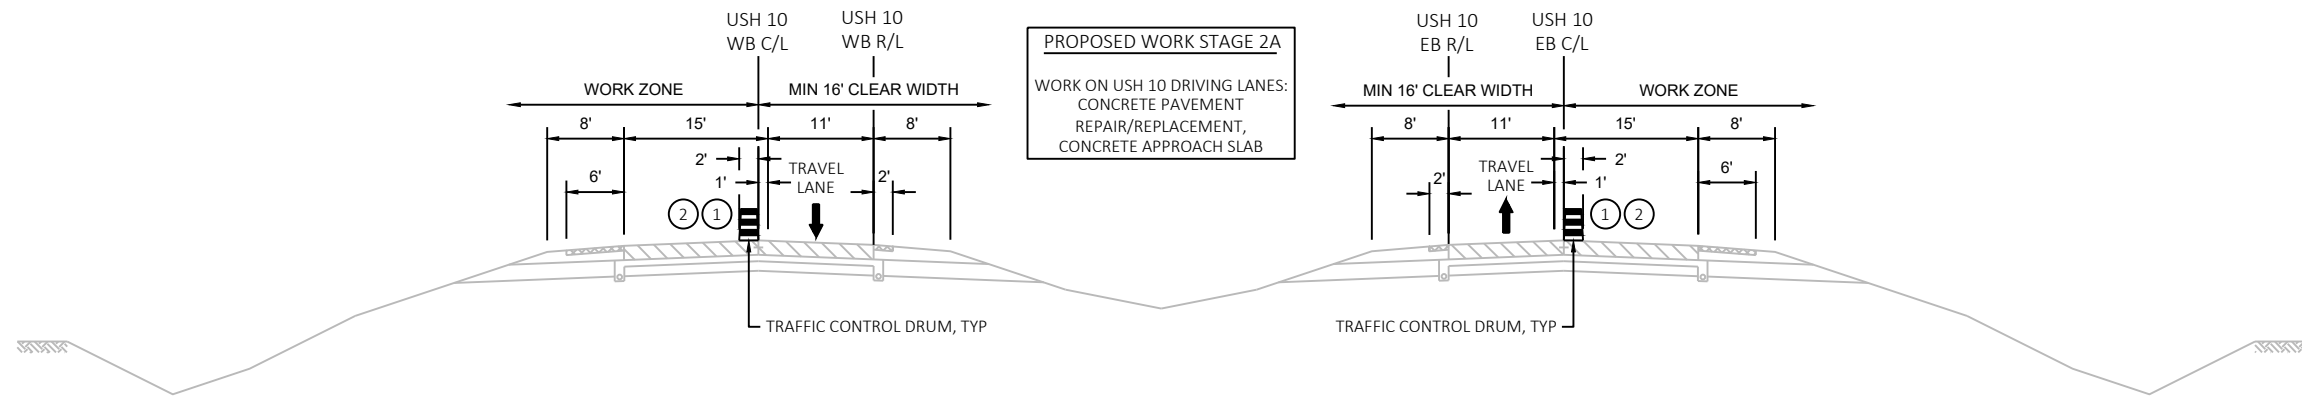 USH 10
WB C/L
USH 10
WB R/L
WORK ZONE
MIN 16' CLEAR WIDTH
8'
15'
11'
8'
2'
1'
TRAVEL
LANE
2'
6'
2
1
TRAFFIC CONTROL DRUM, TYP
PROPOSED WORK STAGE 2A
WORK ON USH 10 DRIVING LANES:
CONCRETE PAVEMENT
REPAIR/REPLACEMENT,
CONCRETE APPROACH SLAB
USH 10
EB R/L
USH 10
EB C/L
MIN 16' CLEAR WIDTH
WORK ZONE
8'
11'
15'
8'
2'
TRAVEL
LANE
2'
1'
6'
1
2
TRAFFIC CONTROL DRUM, TYP